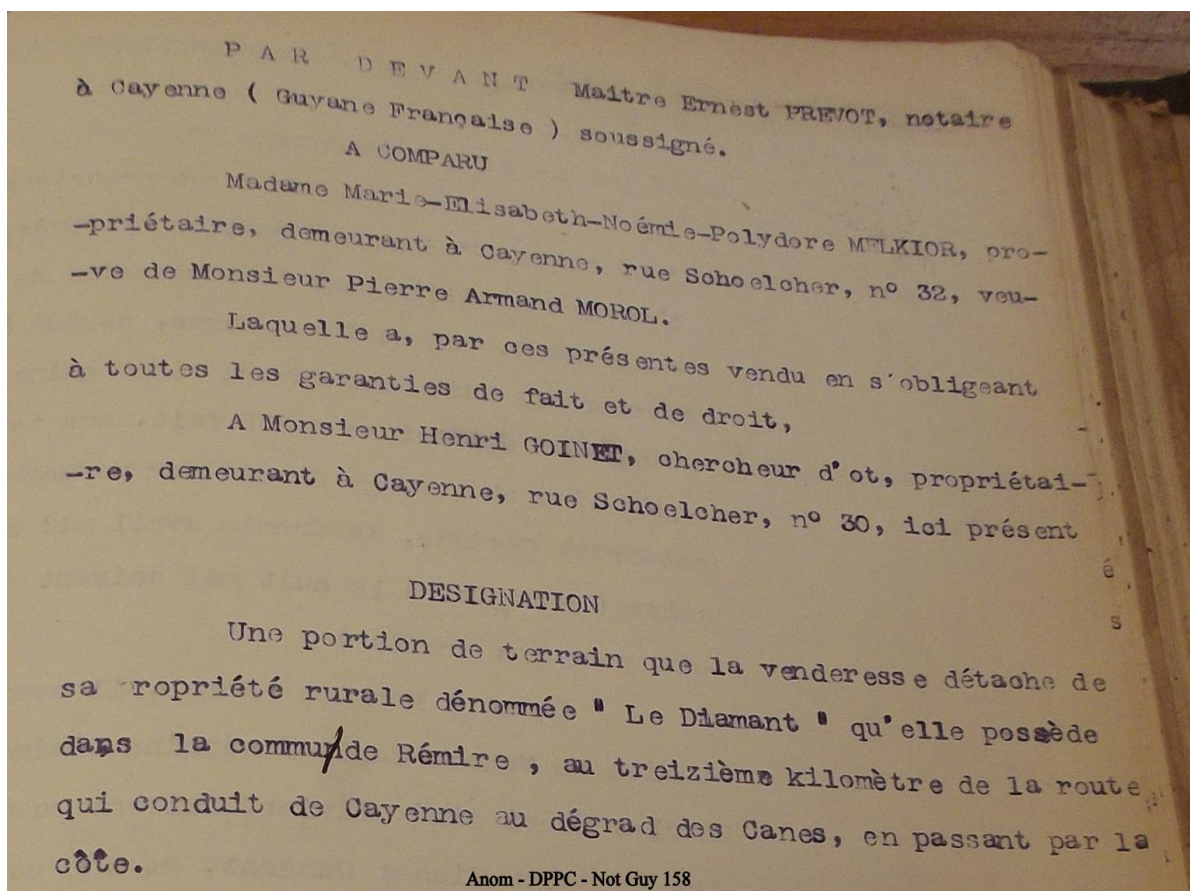 PAR DEVANT Maitre Ernest PREVOT, notaire
à Cayenne ( Guyane Française ) soussigné.
A COMPARU
Madame Marie-Elisabeth-Noémie-Polydore MELKIOR, pro-
-priétaire, demeurant à Cayenne, rue Schoelcher, nº 32, veu-
-ve de Monsieur Pierre Armand MOROL.
Laquelle a, par ces présentes vendu en s'obligeant
à toutes les garanties de fait et de droit,
A Monsieur Henri GOINET, chercheur d'ot, propriétai-
-re, demeurant à Cayenne, rue Schoelcher, nº 30, ici présent
é
DESIGNATION
s
Une portion de terrain que la venderesse détache de
sa ropriété rurale dénommée " Le Diamant " qu'elle possède
dans la commu/de Rémire , au treizième kilomètre de la route
qui conduit de Cayenne au dégrad des Canes, en passant par la
côte.
Anom - DPPC - Not Guy 158